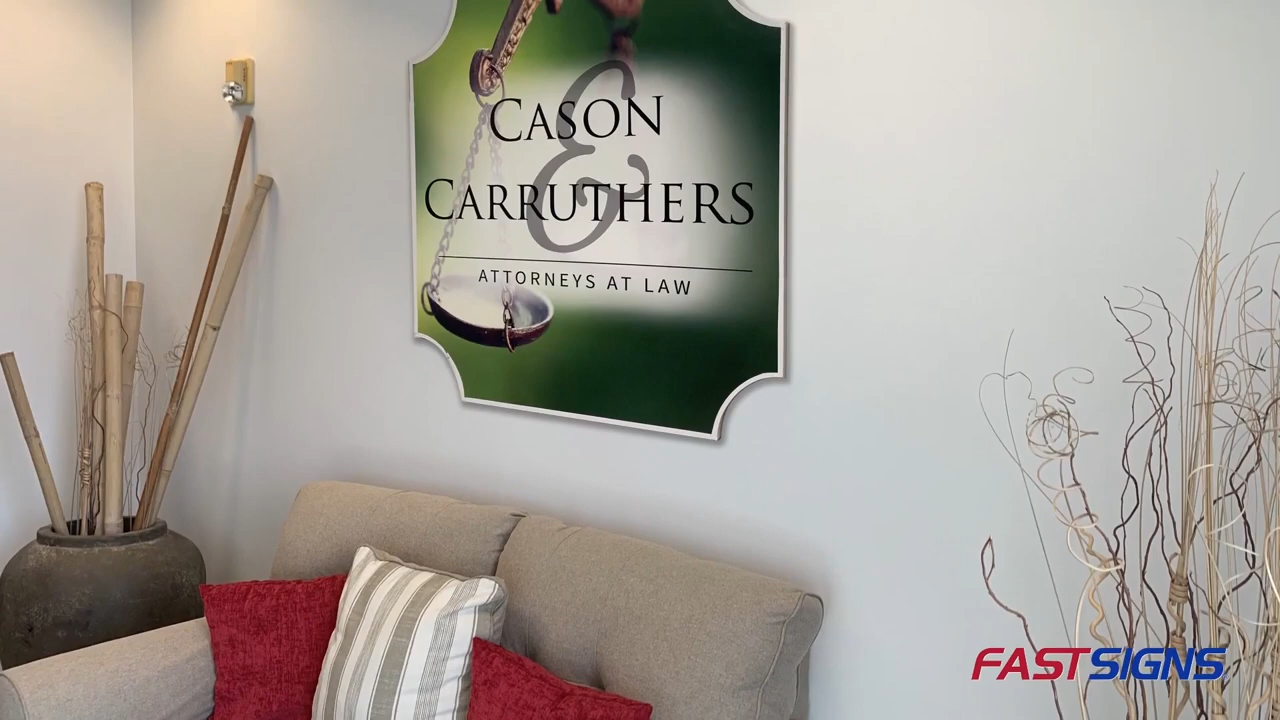 CASON
&
CARRUTHERS
ATTORNEYS AT LAW
FASTSIGNS